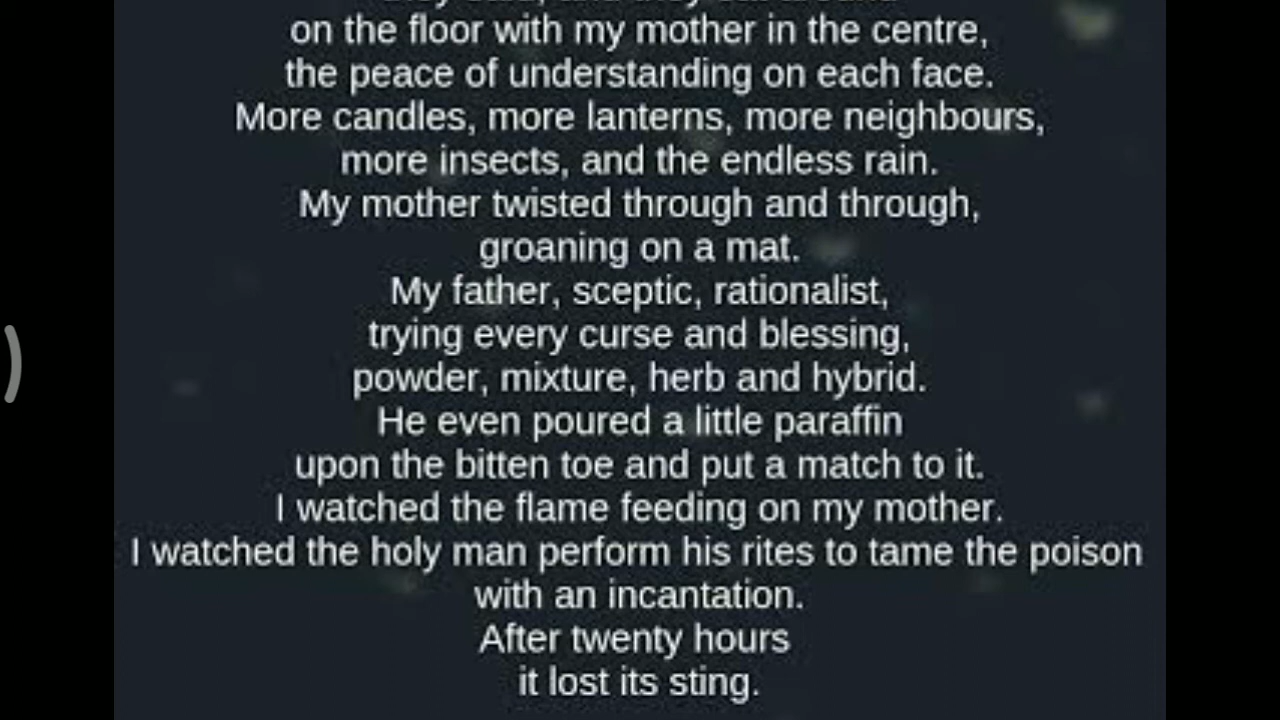 on the floor with my mother in the centre,
the peace of understanding on each face.
More candles, more lanterns, more neighbours,
more insects, and the endless rain.
My mother twisted through and through,
groaning on a mat.
My father, sceptic, rationalist,
trying every curse and blessing,
powder, mixture, herb and hybrid.
He even poured a little paraffin
upon the bitten toe and put a match to it.
I watched the flame feeding on my mother.
I watched the holy man perform his rites to tame the poison
with an incantation.
After twenty hours
it lost its sting.